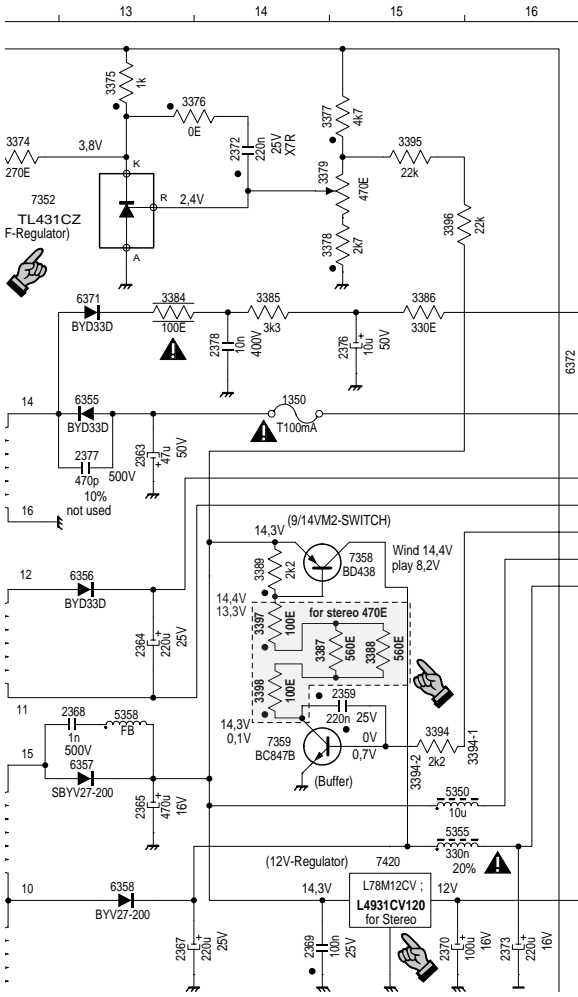 13
14
15
16
3375
1k
3376
0E
3377
4k7
3374
270E
3,8V
K
2372
220n
25V
X7R
3379
470E
3395
22k
7352
TL431CZ
F-Regulator)
R
2,4V
A
3378
2k7
3396
22k
6371
BYD33D
3384
100E
2378
10n
400V
3385
3k3
2376
10u
50V
3386
330E
6372
14
6355
BYD33D
2377
470p
10%
not used
500V
2363
47u
50V
1350
T100mA
16
(9/14VM2-SWITCH)
14,3V
7358
BD438
Wind 14,4V
play 8,2V
3389
2k2
12
6356
BYD33D
14,4V
13,3V
for stereo 470E
3397
100E
3387
560E
3388
560E
2364
220u
25V
3398
100E
2359
220n
25V
11
2368
1n
500V
5358
FB
14,3V
0,1V
7359
BC847B
(Buffer)
0V
0,7V
3394
2k2
3394-1
3394-2
15
6357
SBYV27-200
2365
470u
16V
5350
10u
5355
330n
20%
(12V-Regulator)
7420
10
6358
BYV27-200
14,3V
L78M12CV ;
L4931CV120
for Stereo
12V
2367
220u
25V
2369
100n
25V
2370
100u
16V
2373
220u
16V